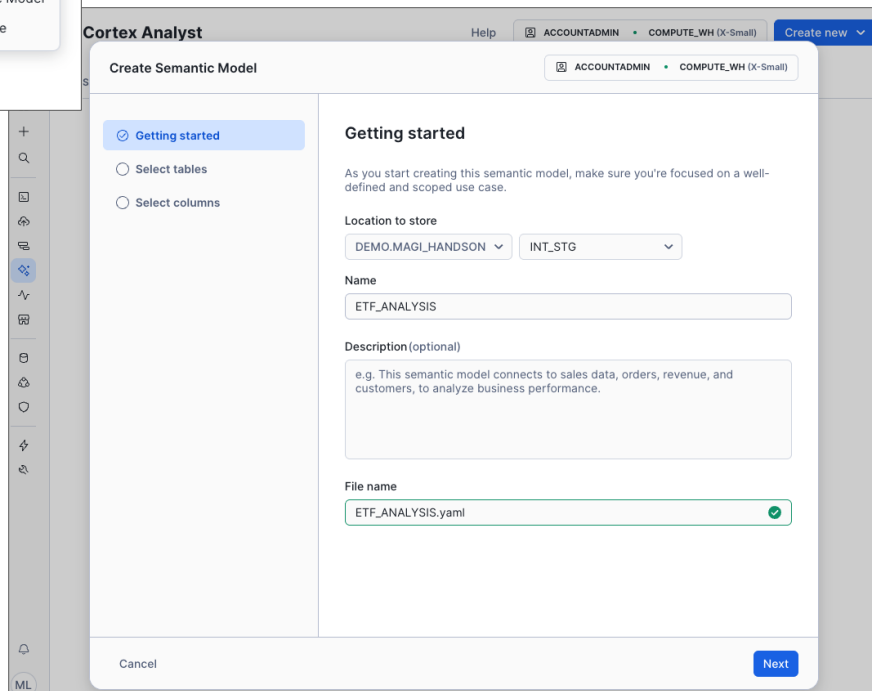 Model
e
Cortex Analyst
Help
ACCOUNTADMIN • COMPUTE_WH (X-Small)
Create new
s
Create Semantic Model
ACCOUNTADMIN • COMPUTE_WH (X-Small)
Getting started
Select tables
Select columns
Getting started
As you start creating this semantic model, make sure you're focused on a well-
defined and scoped use case.
Location to store
DEMO.MAGI_HANDSON
INT_STG
Name
ETF_ANALYSIS
Description(optional)
e.g. This semantic model connects to sales data, orders, revenue, and
customers, to analyze business performance.
File name
ETF_ANALYSIS.yaml
Cancel
Next
ML